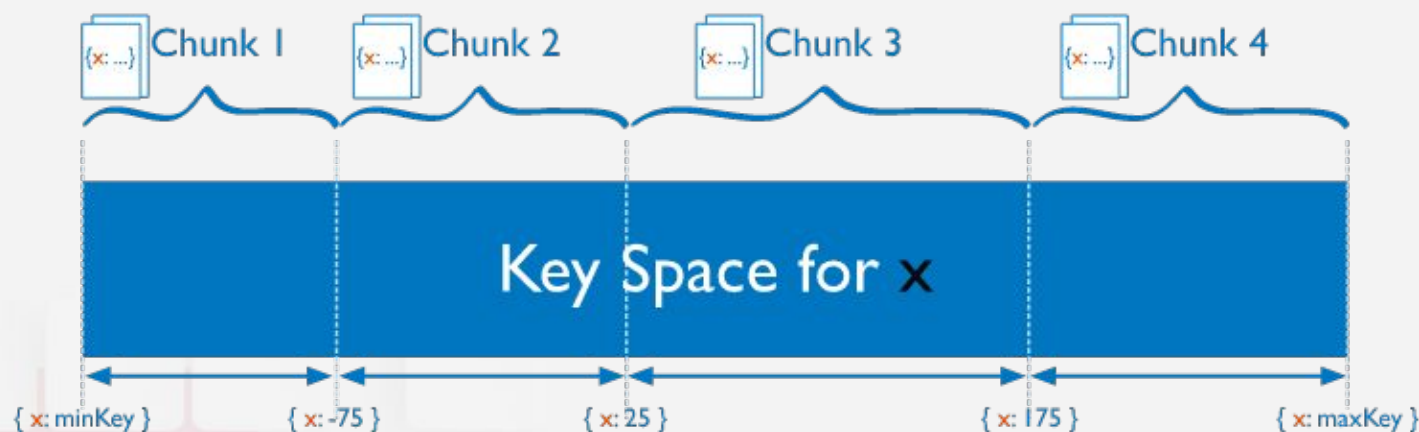 {x: ...} Chunk 1 {x: ...} Chunk 2 {x: ...} Chunk 3 {x: ...} Chunk 4
Key Space for x
{ x: minKey } { x: -75 } { x: 25 } { x: 175 } { x: maxKey }